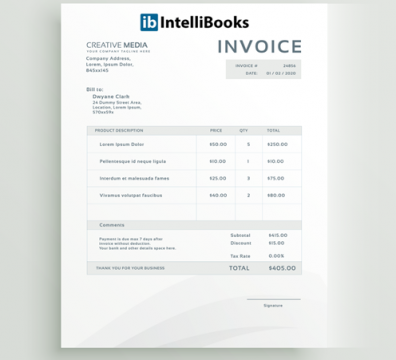 ib IntelliBooks
CREATIVE MEDIA
YOUR COMPANY TAGLINE HERE
INVOICE
Company Address,
Lorem, Ipsum Dolor,
INVOICE #
DATE: 01 / 02 / 2020
Bill to:
Dwyane Clark
24 Dummy Street Area,
Location, Lorem Ipsum,
570xx59x
PRODUCT DESCRIPTION PRICE QTY TOTAL
Lorem Ipsum Dolor $50.00 5 $250.00
Pellentesque id neque ligula $10.00 1 $10.00
Interdum et malesuada fames $25.00 3 $75.00
Vivamus volutpat faucibus $40.00 2 $80.00
Comments
Payment is due max 7 days after
invoice without deduction.
Your bank and other details space here.
Subtotal $415.00
Discount $15.00
Tax Rate 0.00%
THANK YOU FOR YOUR BUSINESS TOTAL $405.00
Signature